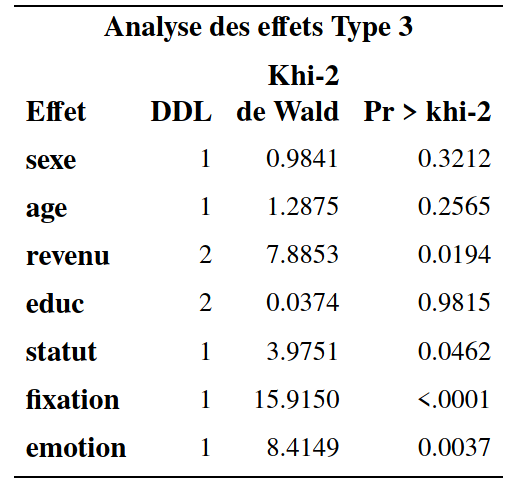 Analyse des effets Type 3
Khi-2
Effet DDL de Wald Pr > khi-2
sexe 1 0.9841 0.3212
age 1 1.2875 0.2565
revenu 2 7.8853 0.0194
educ 2 0.0374 0.9815
statut 1 3.9751 0.0462
fixation 1 15.9150 <.0001
emotion 1 8.4149 0.0037